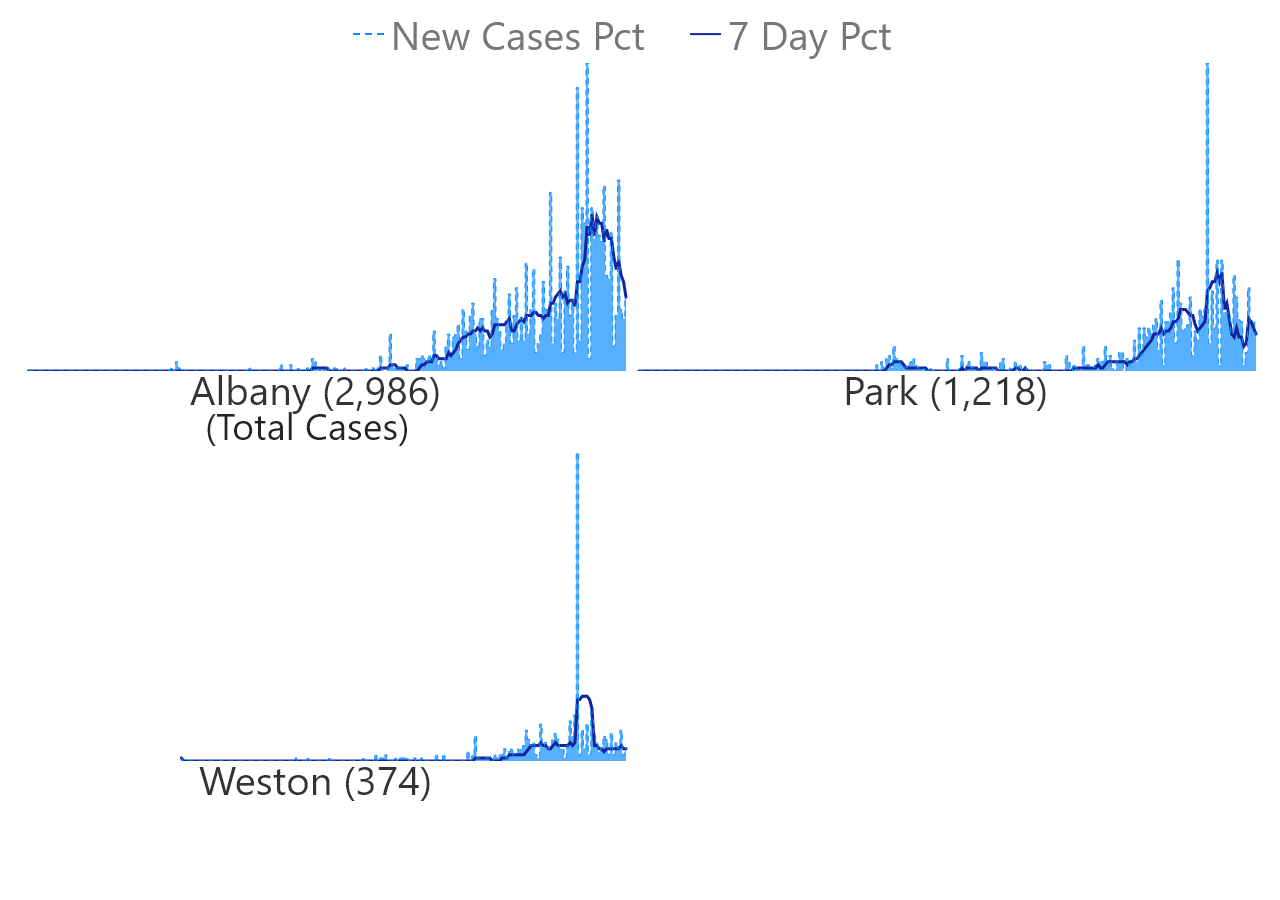 New Cases Pct 7 Day Pct
Albany (2,986) Park (1,218)
(Total Cases)
Weston (374)